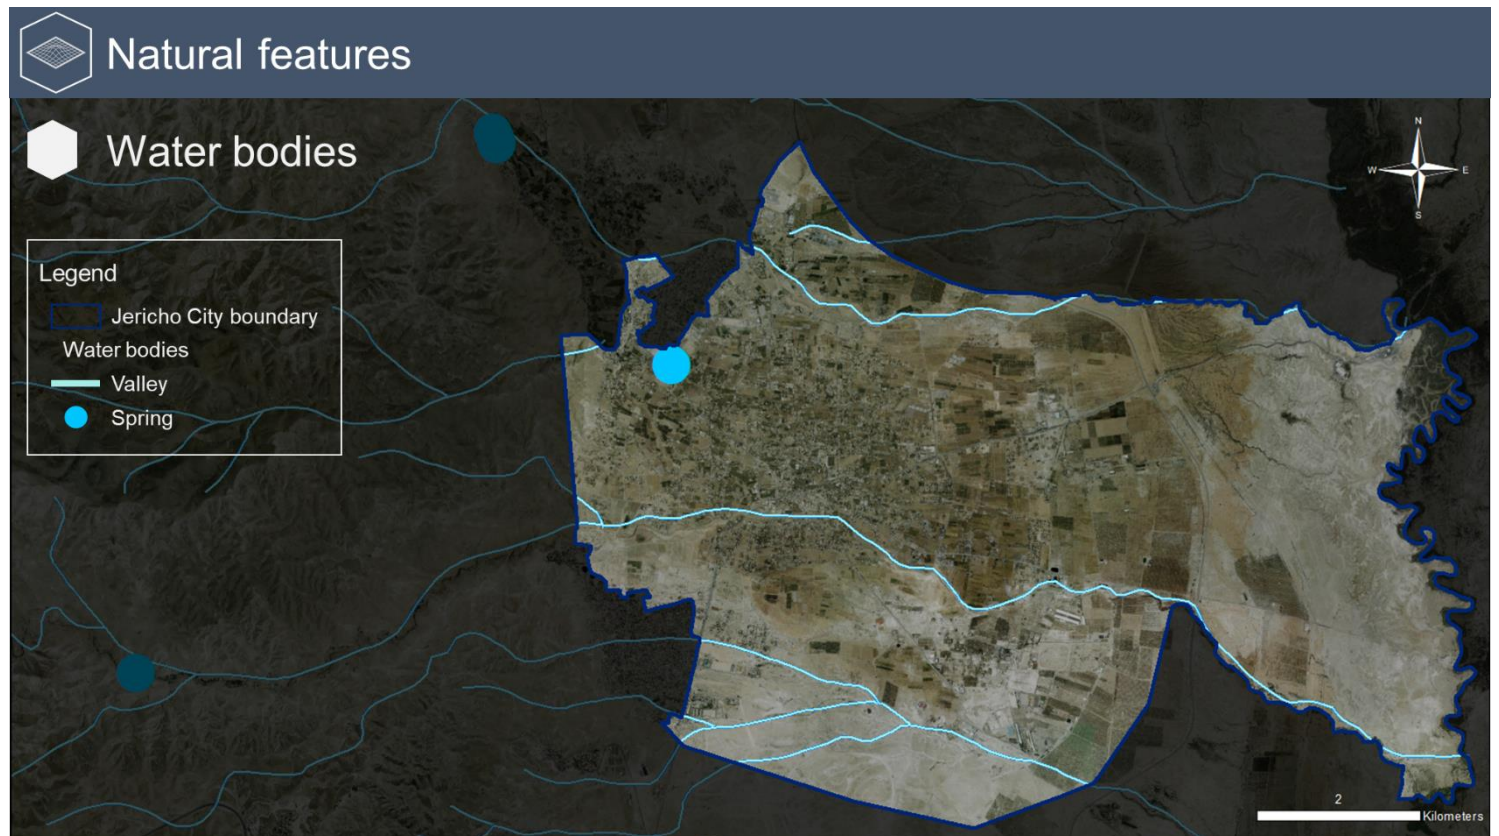 Natural features
Water bodies
N
W E
S
Legend
Jericho City boundary
Water bodies
Valley
Spring
2
Kilometers